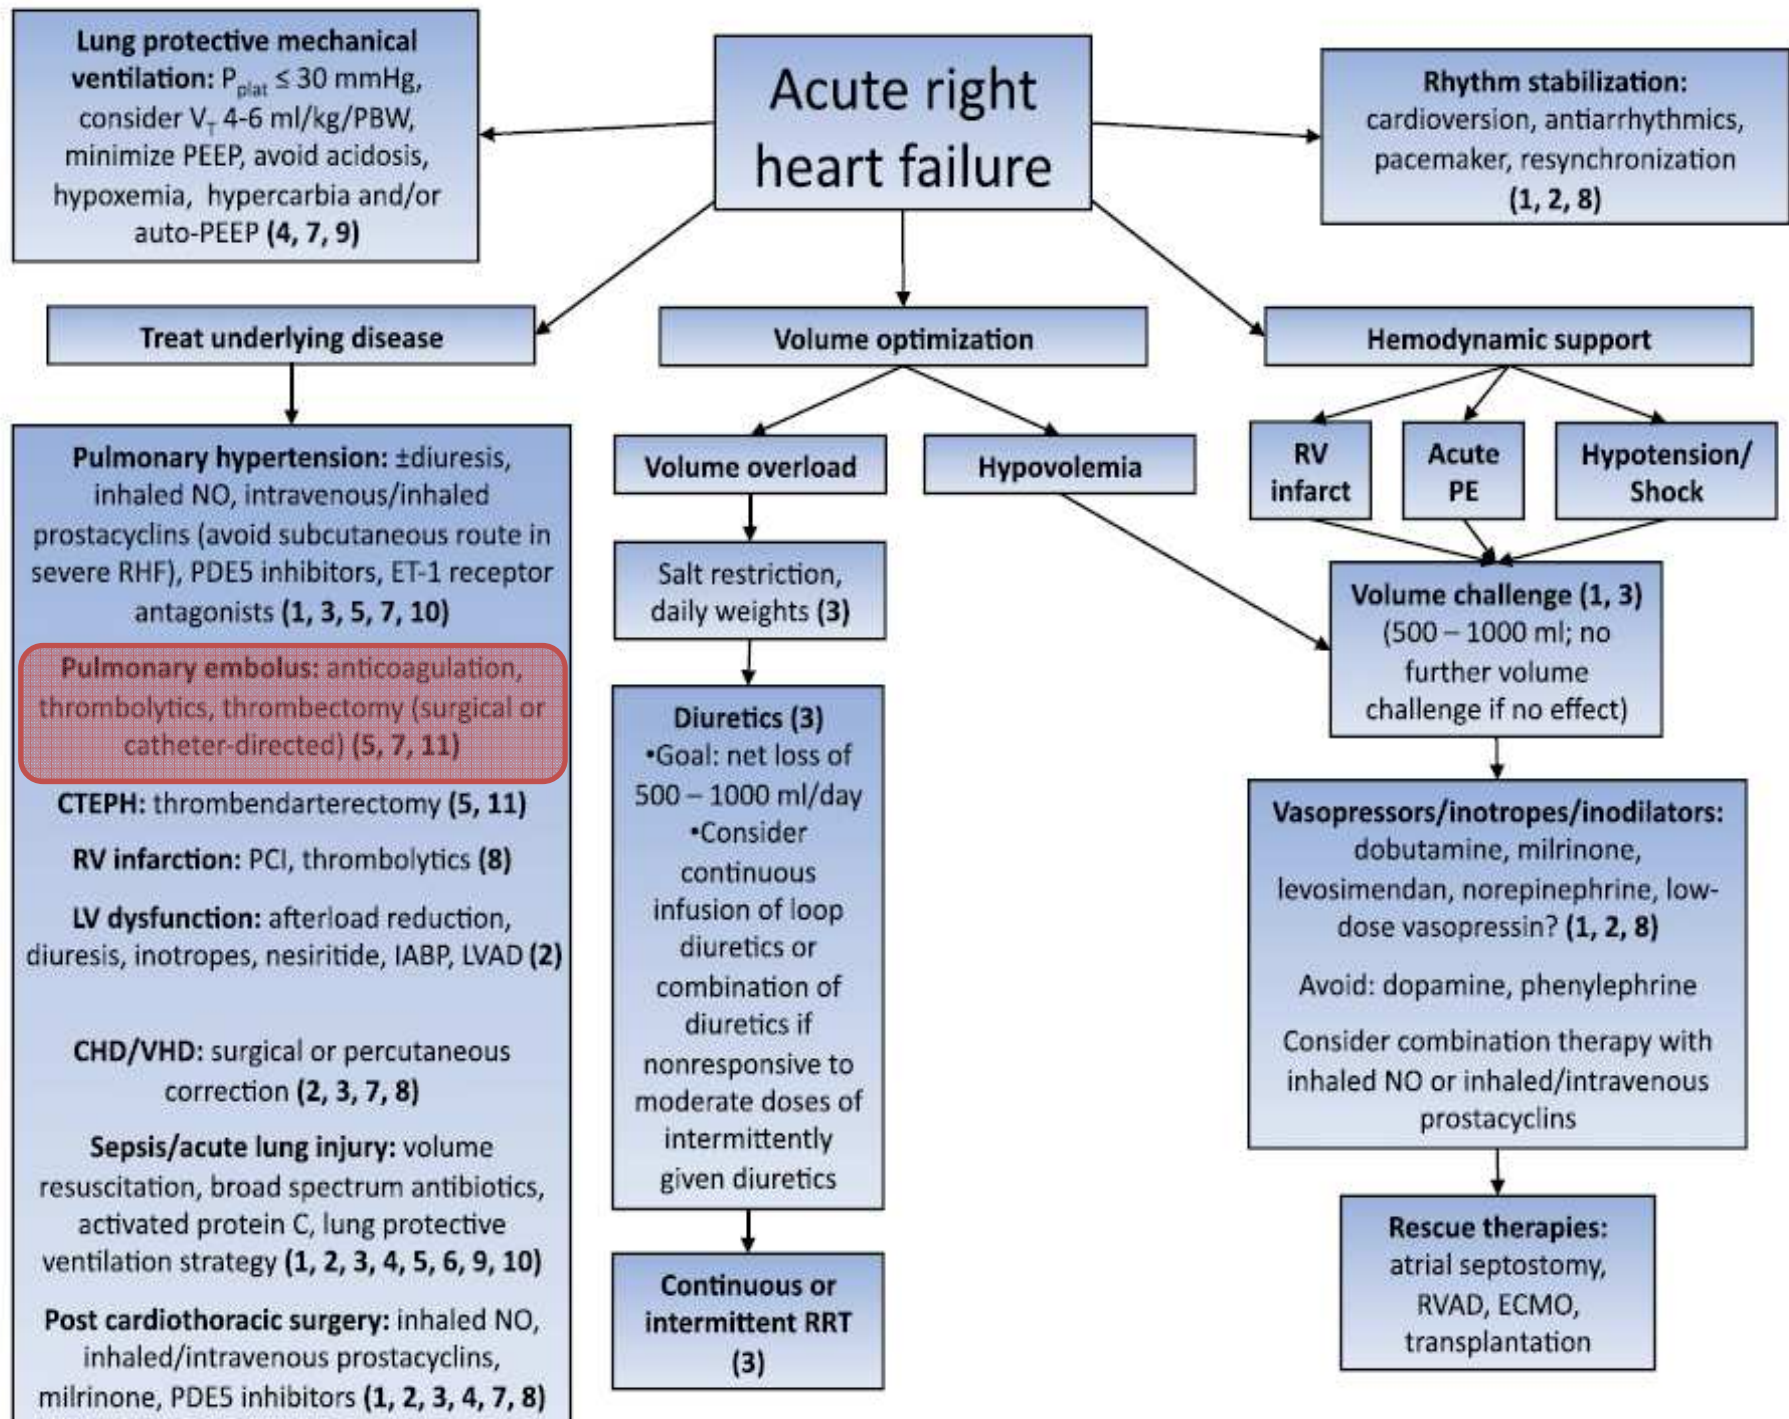 Lung protective mechanical
ventilation: Pplat ≤ 30 mmHg,
consider VT 4-6 ml/kg/PBW,
minimize PEEP, avoid acidosis,
hypoxemia, hypercarbia and/or
auto-PEEP (4, 7, 9)
Acute right
heart failure
Rhythm stabilization:
cardioversion, antiarrhythmics,
pacemaker, resynchronization
(1, 2, 8)
Treat underlying disease
Pulmonary hypertension: ±diuresis,
inhaled NO, intravenous/inhaled
prostacyclins (avoid subcutaneous route in
severe RHF), PDE5 inhibitors, ET-1 receptor
antagonists (1, 3, 5, 7, 10)
Pulmonary embolus: anticoagulation,
thrombolytics, thrombectomy (surgical or
catheter-directed) (5, 7, 11)
CTEPH: thrombendarterectomy (5, 11)
RV infarction: PCI, thrombolytics (8)
LV dysfunction: afterload reduction,
diuresis, inotropes, nesiritide, IABP, LVAD (2)
CHD/VHD: surgical or percutaneous
correction (2, 3, 7, 8)
Sepsis/acute lung injury: volume
resuscitation, broad spectrum antibiotics,
activated protein C, lung protective
ventilation strategy (1, 2, 3, 4, 5, 6, 9, 10)
Post cardiothoracic surgery: inhaled NO,
inhaled/intravenous prostacyclins,
milrinone, PDE5 inhibitors (1, 2, 3, 4, 7, 8)
Volume optimization
Volume overload
Salt restriction,
daily weights (3)
Diuretics (3)
•Goal: net loss of
500 – 1000 ml/day
•Consider
continuous
infusion of loop
diuretics or
combination of
diuretics if
nonresponsive to
moderate doses of
intermittently
given diuretics
Continuous or
intermittent RRT
(3)
Hypovolemia
Hemodynamic support
RV
infarct
Acute
PE
Hypotension/
Shock
Volume challenge (1, 3)
(500 – 1000 ml; no
further volume
challenge if no effect)
Vasopressors/inotropes/inodilators:
dobutamine, milrinone,
levosimendan, norepinephrine, low-
dose vasopressin? (1, 2, 8)
Avoid: dopamine, phenylephrine
Consider combination therapy with
inhaled NO or inhaled/intravenous
prostacyclins
Rescue therapies:
atrial septostomy,
RVAD, ECMO,
transplantation